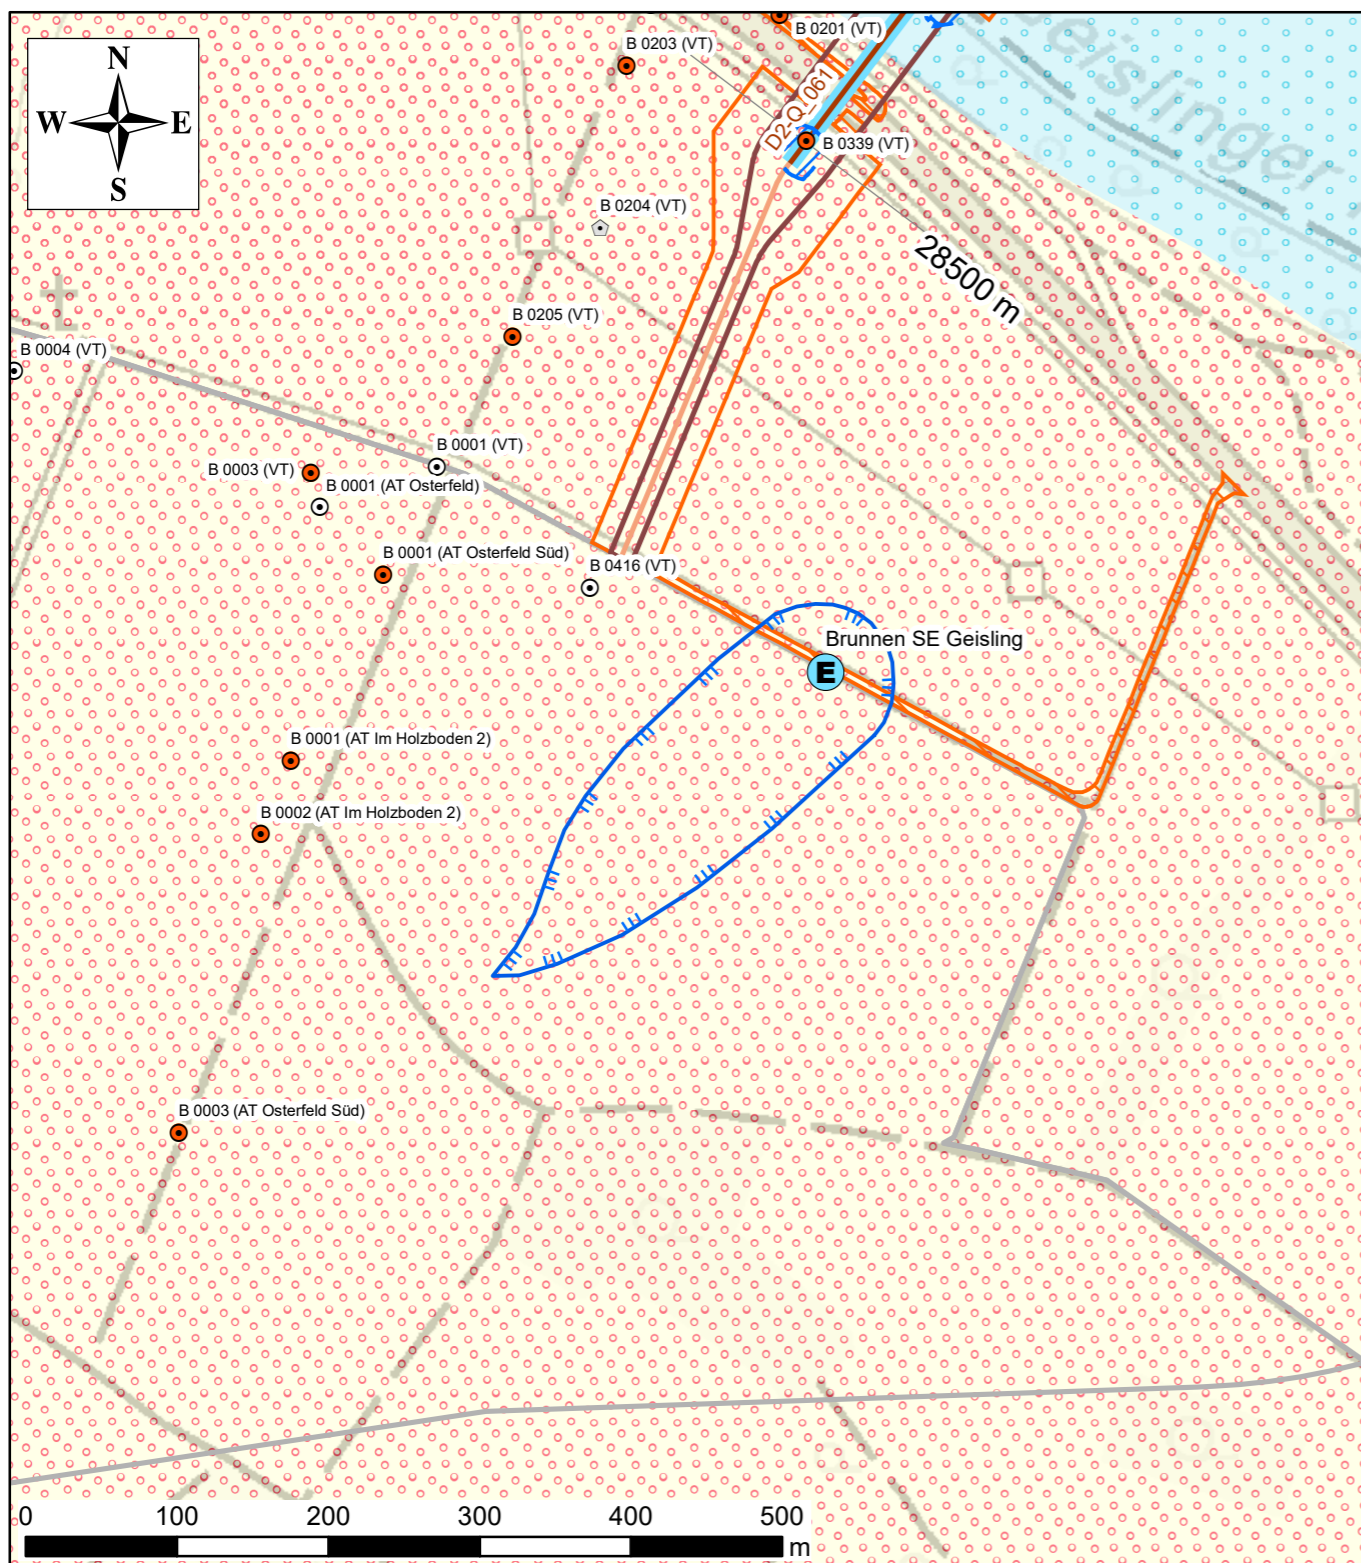 N
W E
S
B 0201 (VT)
B 0203 (VT)
D2-Q1 061
B 0339 (VT)
Geislinger
B 0204 (VT)
28500 m
B 0205 (VT)
B 0004 (VT)
B 0001 (VT)
B 0003 (VT)
B 0001 (AT Osterfeld)
B 0001 (AT Osterfeld Süd)
B 0416 (VT)
Brunnen SE Geisling
E
B 0001 (AT Im Holzboden 2)
B 0002 (AT Im Holzboden 2)
B 0003 (AT Osterfeld Süd)
0 100 200 300 400 500
m